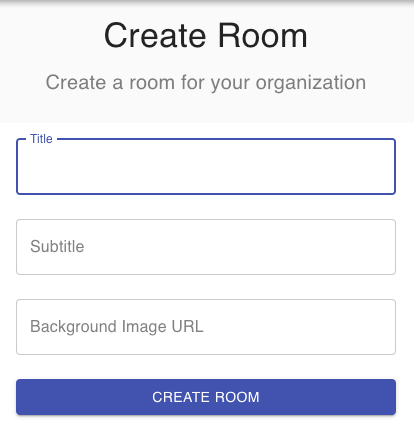 Create Room
Create a room for your organization
Title
Subtitle
Background Image URL
CREATE ROOM